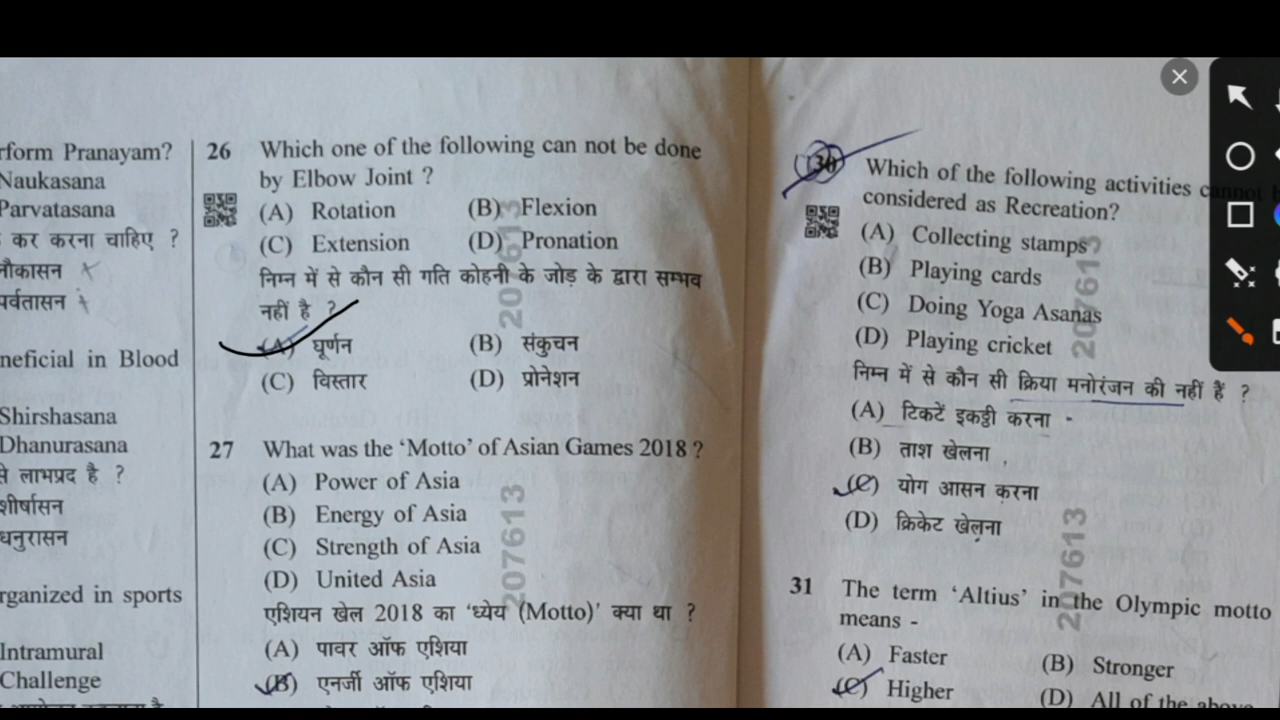 rform Pranayam?
Naukasana
Parvatasana
कर करना चाहिए ?
नौकासन
पर्वतासन
neficial in Blood
Shirshasana
Dhanurasana
से लाभप्रद है ?
शीर्षासन
धनुरासन
rganized in sports
Intramural
Challenge
26 Which one of the following can not be done
by Elbow Joint ?
(A) Rotation (B) Flexion
(C) Extension (D) Pronation
निम्न में से कौन सी गति कोहनी के जोड़ के द्वारा सम्भव
नहीं है ?
(A) घूर्णन (B) संकुचन
(C) विस्तार (D) प्रोनेशन
27 What was the ‘Motto’ of Asian Games 2018 ?
(A) Power of Asia
(B) Energy of Asia
(C) Strength of Asia
(D) United Asia
एशियन खेल 2018 का ‘ध्येय (Motto)’ क्या था ?
(A) पावर ऑफ एशिया
(B) एनर्जी ऑफ एशिया
207613
207613
30 Which of the following activities cannot
considered as Recreation?
(A) Collecting stamps
(B) Playing cards
(C) Doing Yoga Asanas
(D) Playing cricket
निम्न में से कौन सी क्रिया मनोरंजन की नहीं हैं ?
(A) टिकटें इकट्ठी करना
(B) ताश खेलना
(C) योग आसन करना
(D) क्रिकेट खेलना
31 The term ‘Altius’ in the Olympic motto
means -
(A) Faster (B) Stronger
(C) Higher (D) All of the above
207613
207613